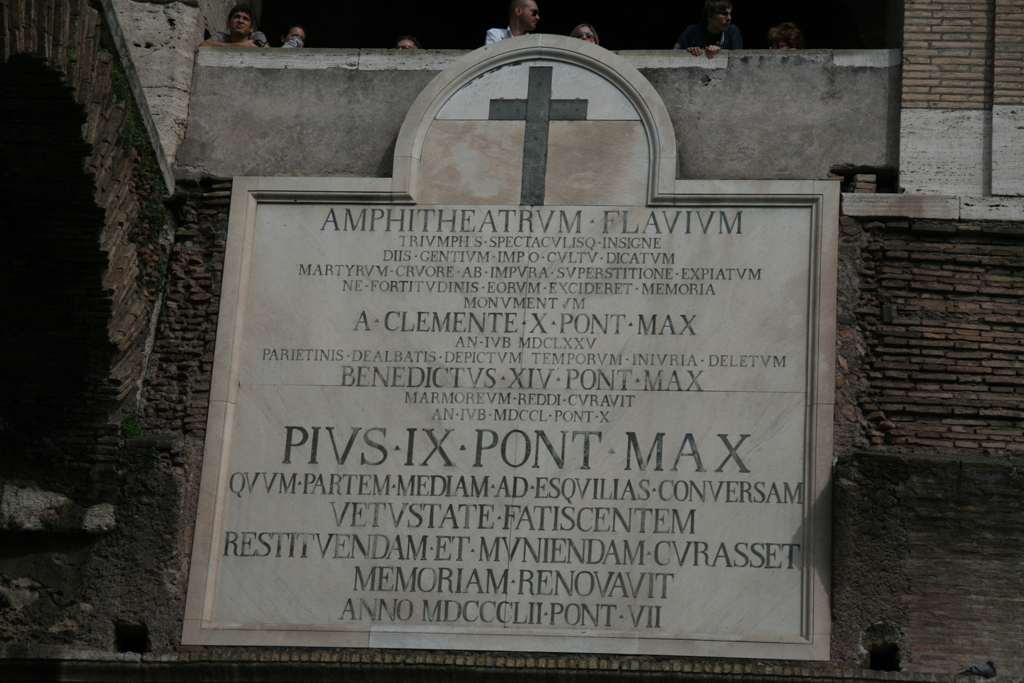 AMPHITHEATRVM · FLAVIVM
TRIVMPHIS · SPECTACVLISQ · INSIGNE
DIIS · GENTIVM · IMPIO · CVLTV · DICATVM
MARTYRVM · CRVORE · AB · IMPVRA · SVPERSTITIONE · EXPIATVM
NE · FORTITVDINIS · EORVM · EXCIDERET · MEMORIA
MONVMENTVM
A · CLEMENTE · X · PONT · MAX
AN · IVB MDCLXXV
PARIETINIS · DEALBATIS · DEPICTVM TEMPORVM · INIVRIA · DELETVM
BENEDICTVS · XIV · PONT · MAX
MARMOREVM · REDDI · CVRAVIT
AN · IVB · MDCCL · PONT · X
PIVS · IX · PONT · MAX
QVVM · PARTEM · MEDIAM · AD · ESQVILIAS · CONVERSAM
VETVSTATE · FATISCENTEM
RESTITVENDAM · ET · MVNIENDAM · CVRASSET
MEMORIAM · RENOVAVIT
ANNO MDCCCLII · PONT · VII